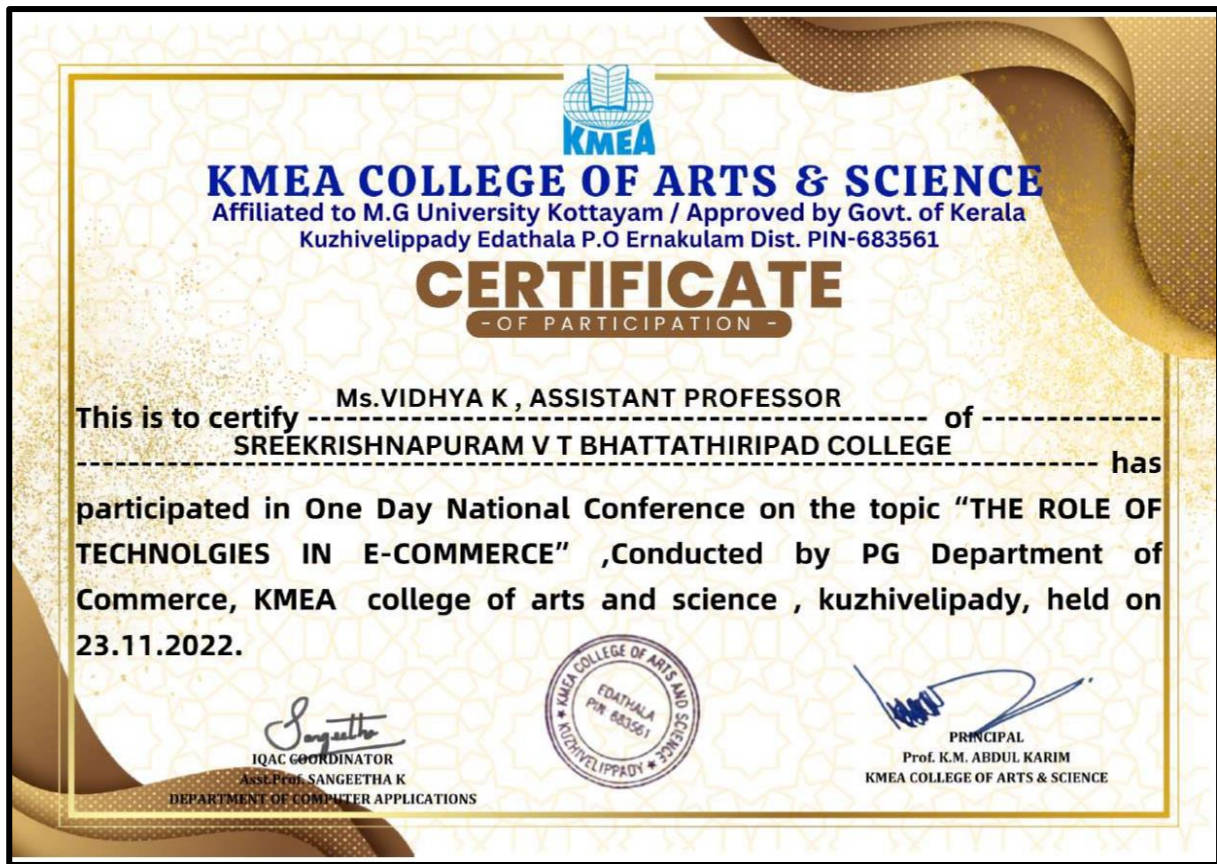 KMEA
KMEA COLLEGE OF ARTS & SCIENCE
Affiliated to M.G University Kottayam / Approved by Govt. of Kerala
Kuzhivelippady Edathala P.O Ernakulam Dist. PIN-683561
CERTIFICATE
-OF PARTICIPATION -
Ms.VIDHYA K , ASSISTANT PROFESSOR
This is to certify ---------------------------------------------- of --------------
SREEKRISHNAPURAM V T BHATTATHIRIPAD COLLEGE
---------------------------------------------------------------------------- has
participated in One Day National Conference on the topic “THE ROLE OF
TECHNOLGIES IN E-COMMERCE” ,Conducted by PG Department of
Commerce, KMEA college of arts and science , kuzhivelipady, held on
23.11.2022.
Sangeetha
IQAC COORDINATOR
Asst.Prof. SANGEETHA K
DEPARTMENT OF COMPUTER APPLICATIONS
KMEA COLLEGE OF ARTS AND SCIENCE
★ KUZHIVELIPPADY ★
EDATHALA
PIN 683561
PRINCIPAL
Prof. K.M. ABDUL KARIM
KMEA COLLEGE OF ARTS & SCIENCE